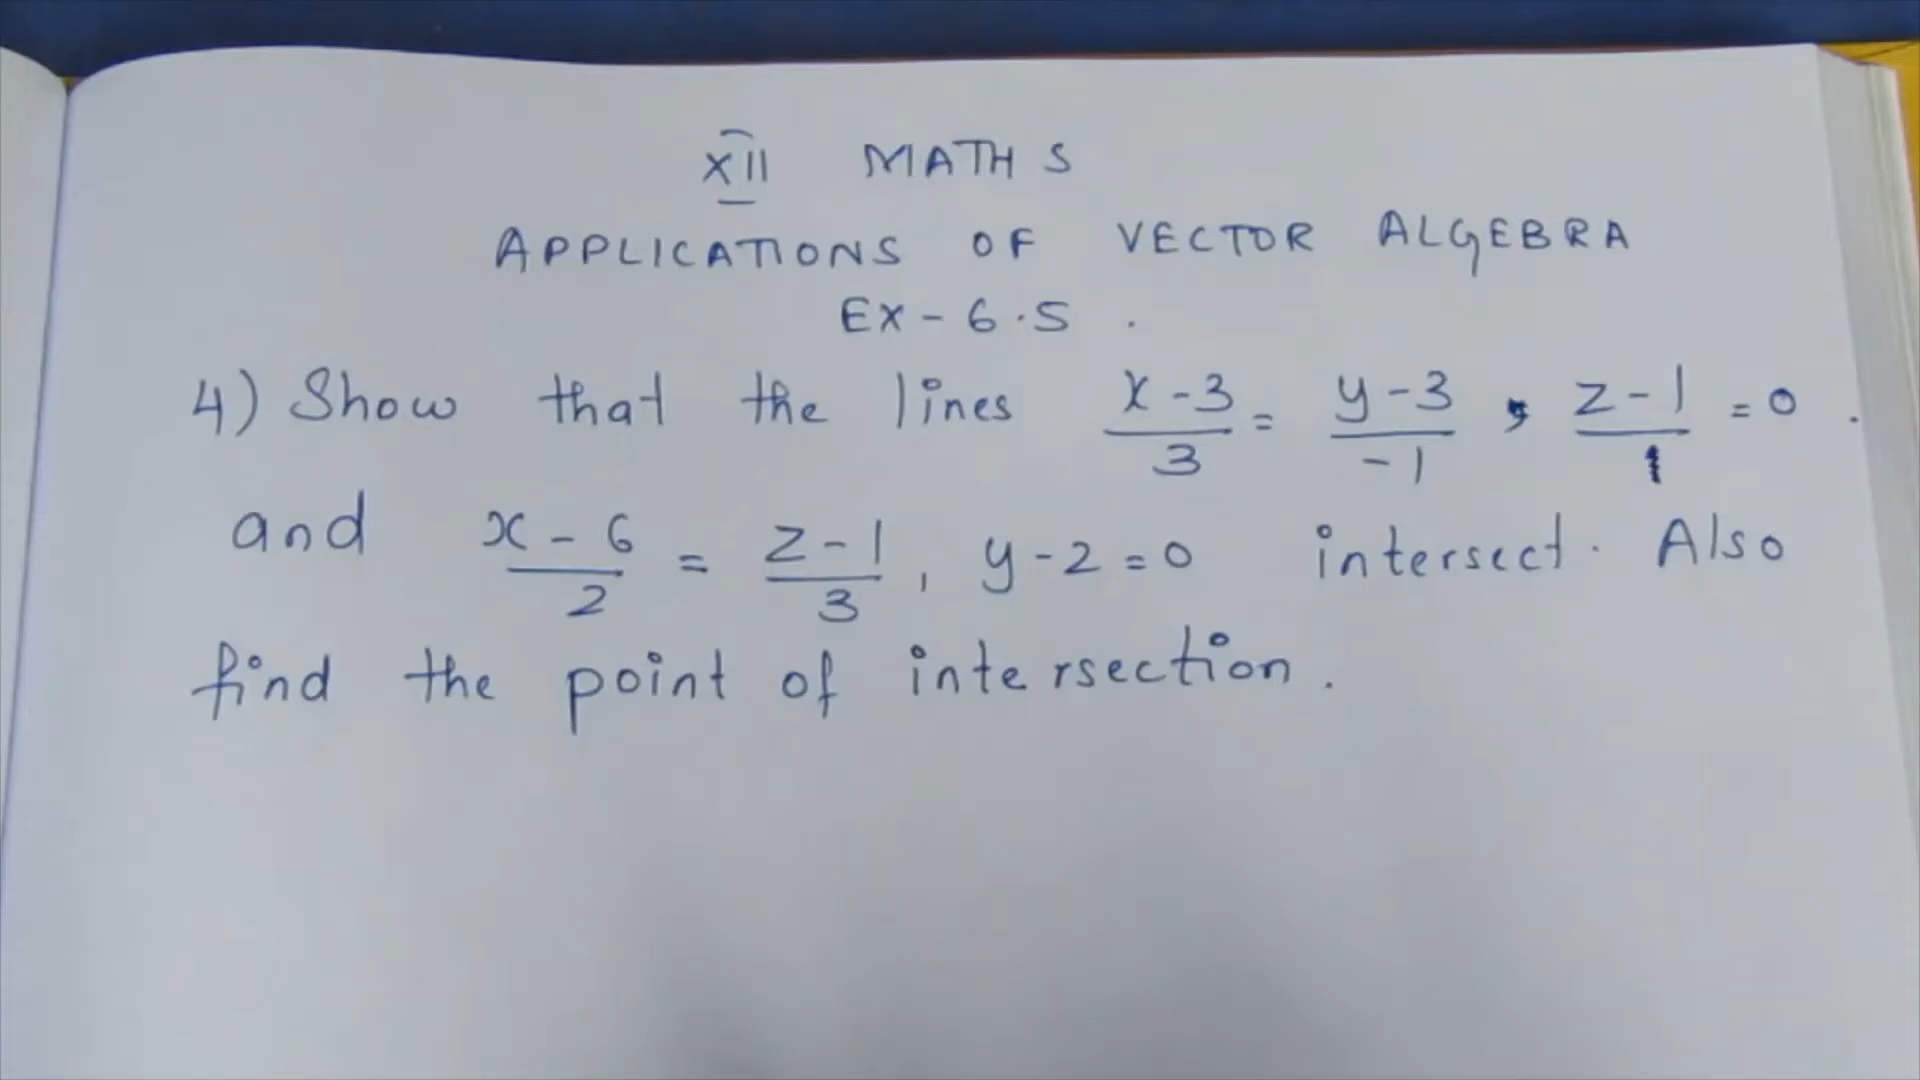 XII MATHS
APPLICATIONS OF VECTOR ALGEBRA
EX - 6.5 .
4) Show that the lines (x-3)/3 = (y-3)/-1 , (z-1)/1 = 0 .
and (x-6)/2 = (z-1)/3 , y-2=0 intersect. Also
find the point of intersection.